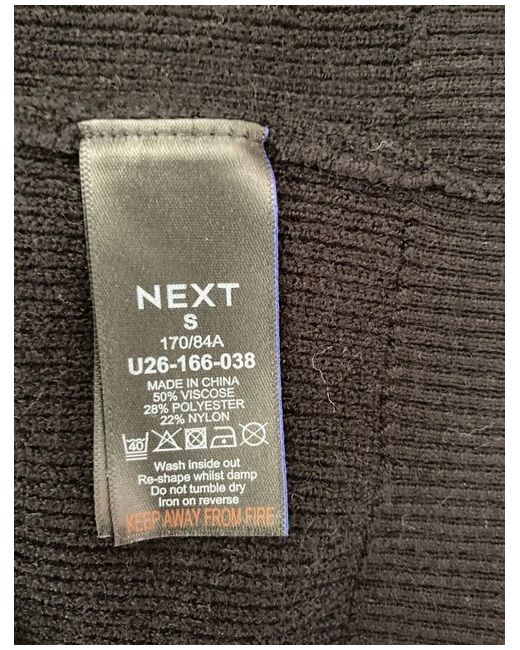 NEXT
S
170/84A
U26-166-038
MADE IN CHINA
50% VISCOSE
28% POLYESTER
22% NYLON
40
Wash inside out
Re-shape whilst damp
Do not tumble dry
Iron on reverse
KEEP AWAY FROM FIRE